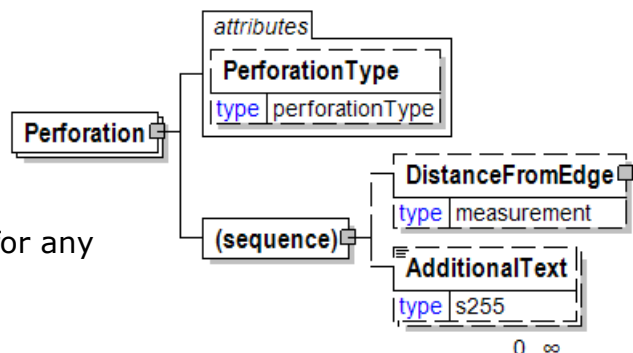 attributes
PerforationType
type perforationType
Perforation
DistanceFromEdge
type measurement
for any
(sequence)
AdditionalText
type s255
0 ∞